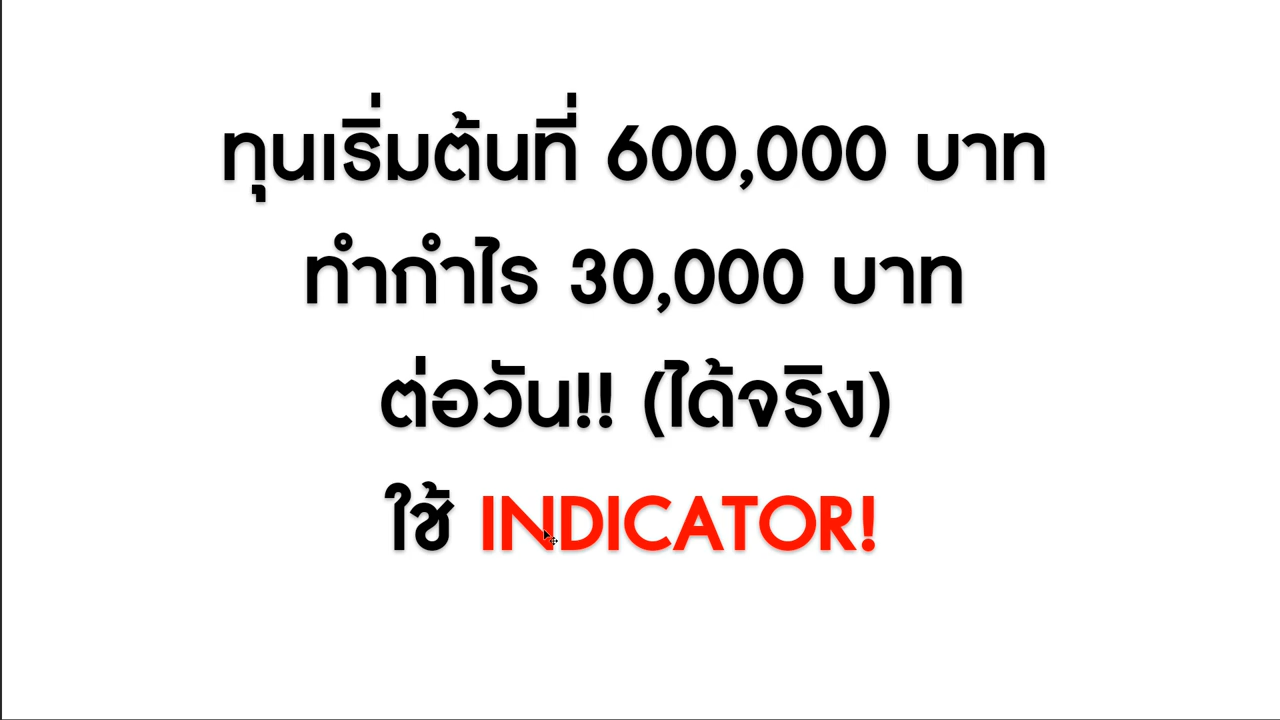 ทุนเริ่มต้นที่ 600,000 บาท
ทำกำไร 30,000 บาท
ต่อวัน!! (ได้จริง)
ใช้ INDICATOR!